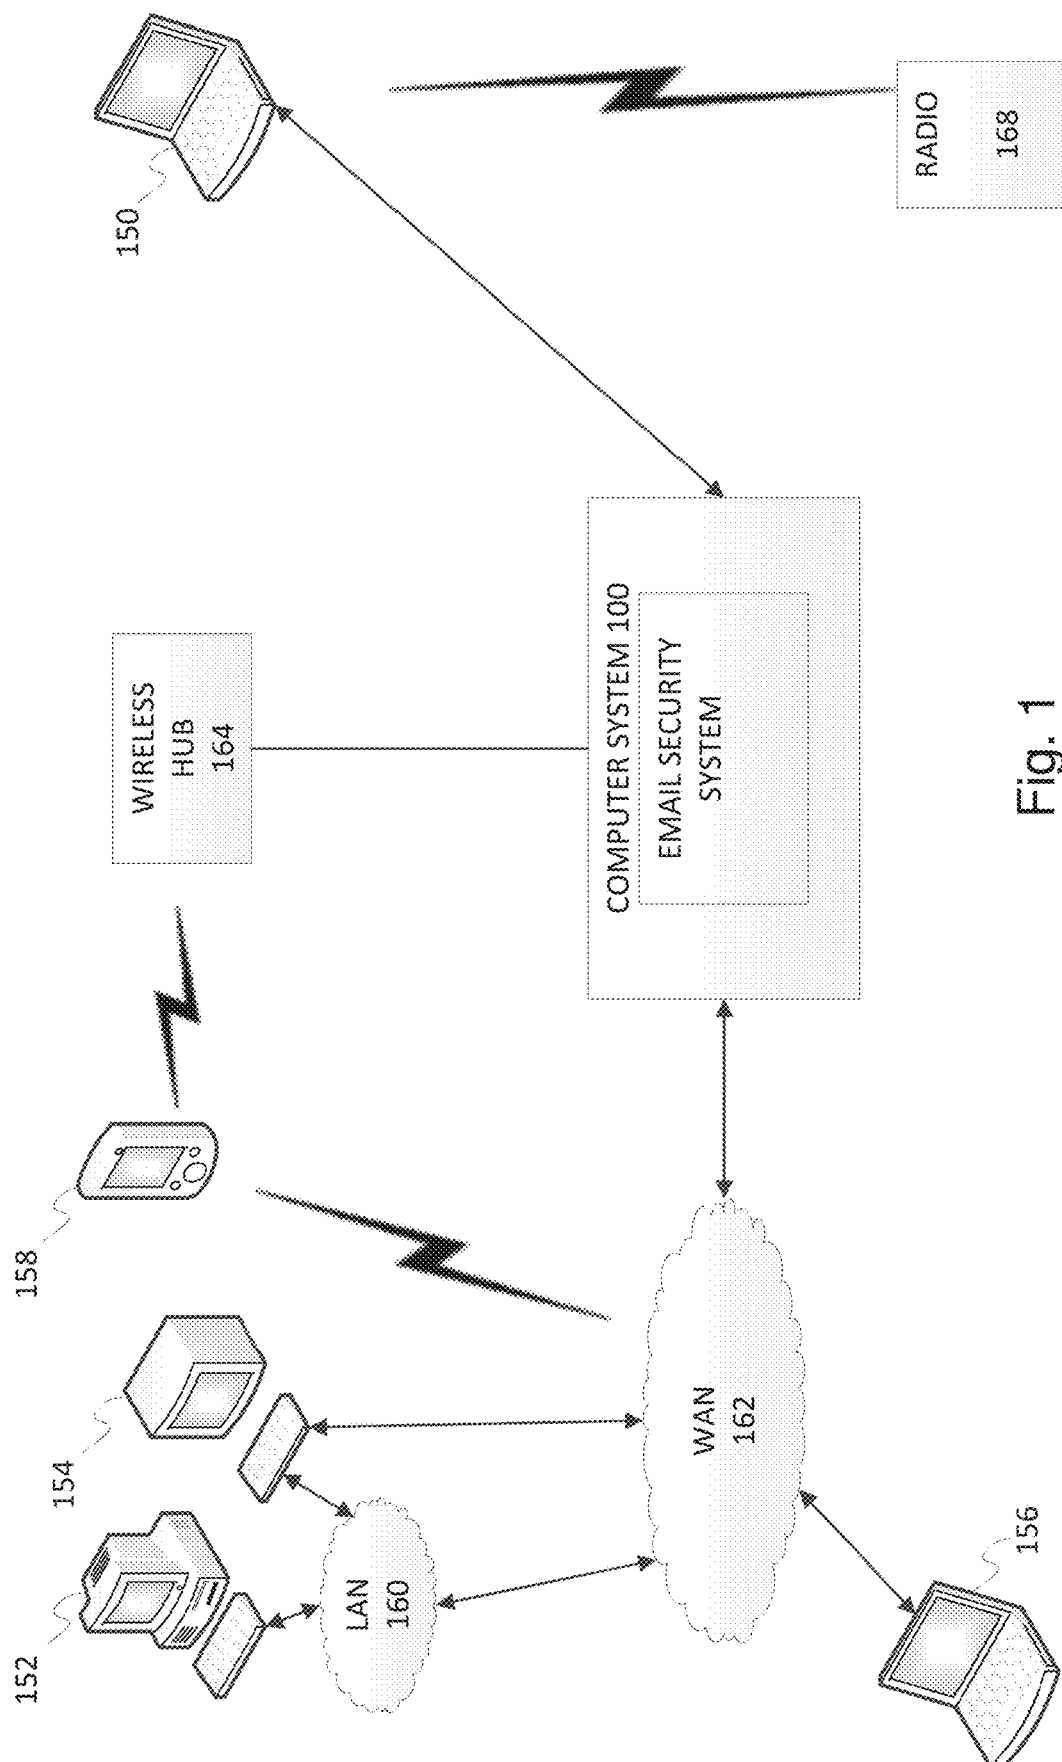 152
154
158
WIRELESS
HUB
164
150
LAN
160
WAN
162
COMPUTER SYSTEM 100
EMAIL SECURITY
SYSTEM
RADIO
168
156
Fig. 1